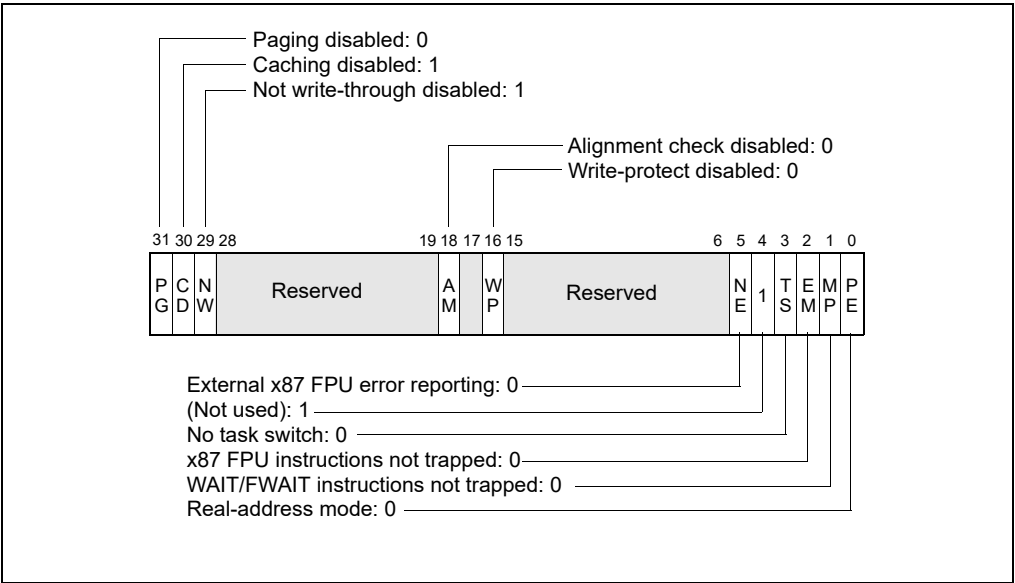 Paging disabled: 0
Caching disabled: 1
Not write-through disabled: 1
Alignment check disabled: 0
Write-protect disabled: 0
31 30 29 28 19 18 17 16 15 6 5 4 3 2 1 0
P G C D N W Reserved A M W P Reserved N E 1 T S E M M P P E
External x87 FPU error reporting: 0
(Not used): 1
No task switch: 0
x87 FPU instructions not trapped: 0
WAIT/FWAIT instructions not trapped: 0
Real-address mode: 0